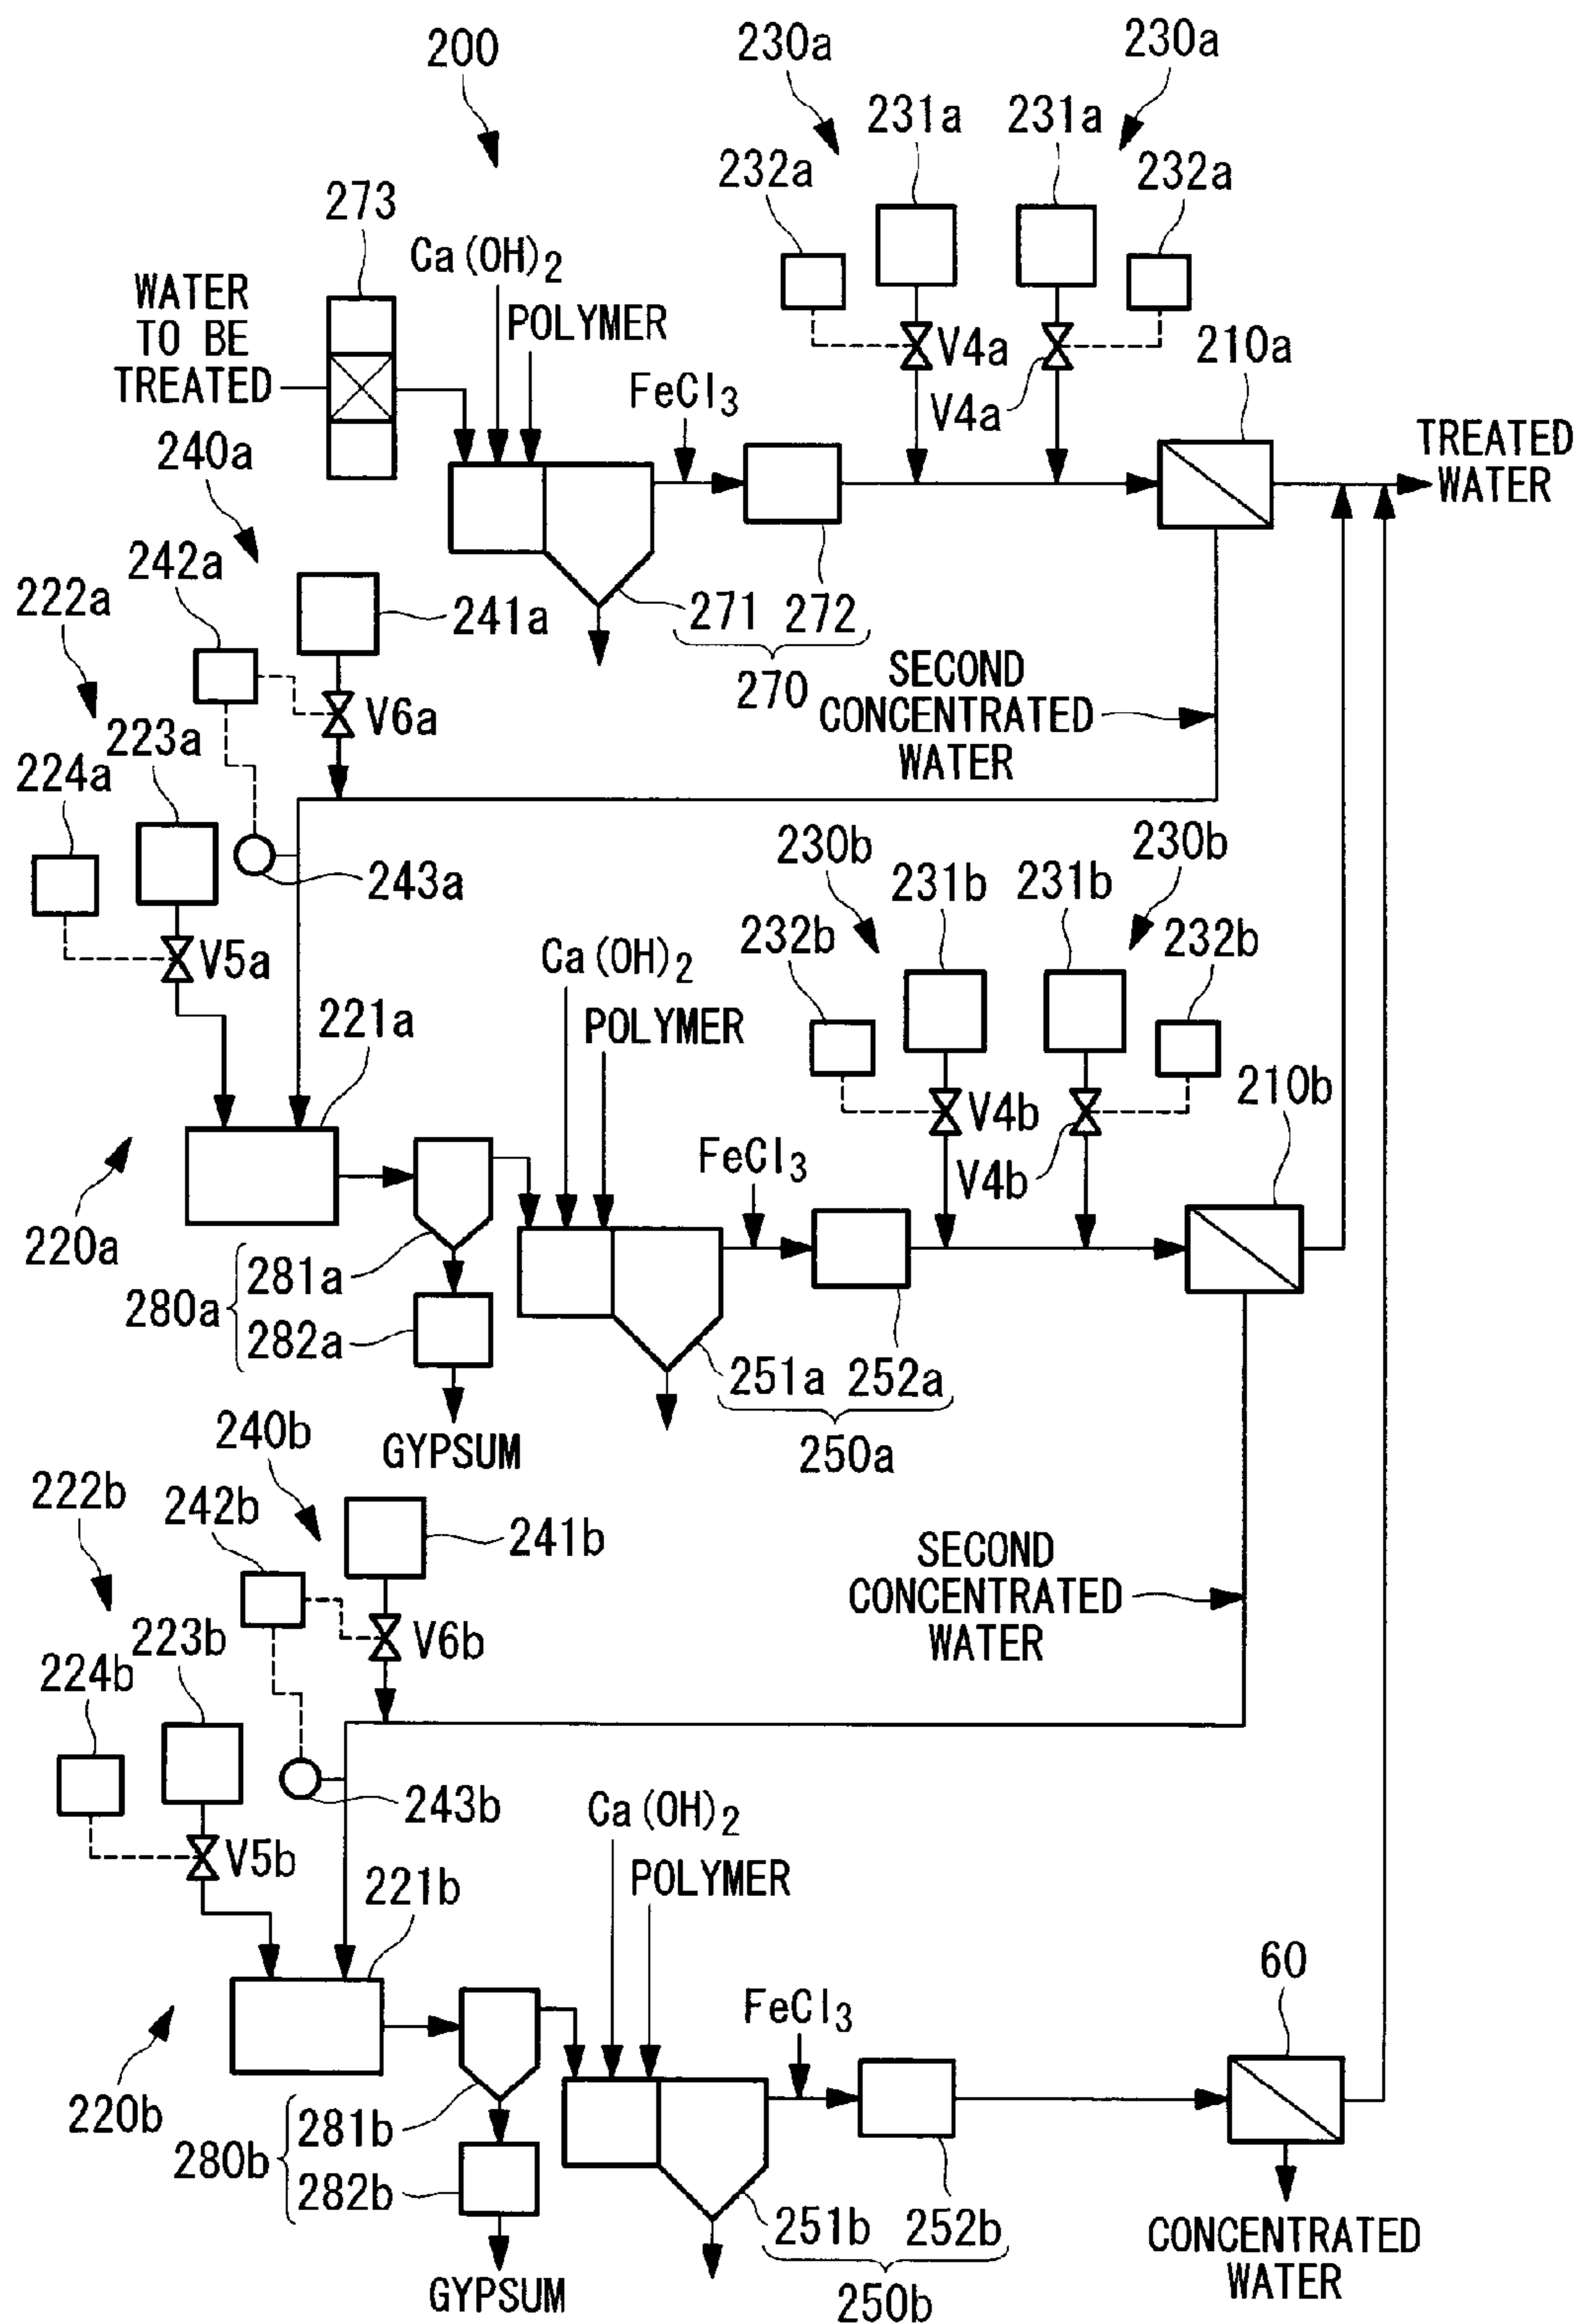 200
230a
230a
231a
231a
232a
232a
273
Ca(OH)2
WATER
TO BE
TREATED
POLYMER
V4a
210a
FeCl3
V4a
TREATED
WATER
240a
242a
222a
241a
271
272
SECOND
CONCENTRATED
WATER
270
V6a
223a
224a
243a
230b
230b
231b
231b
232b
232b
V5a
Ca(OH)2
221a
POLYMER
210b
V4b
FeCl3
V4b
220a
281a
280a
282a
251a
252a
240b
GYPSUM
250a
222b
242b
241b
SECOND
CONCENTRATED
WATER
223b
V6b
224b
243b
Ca(OH)2
V5b
221b
POLYMER
60
FeCl3
220b
281b
280b
282b
251b
252b
CONCENTRATED
WATER
GYPSUM
250b